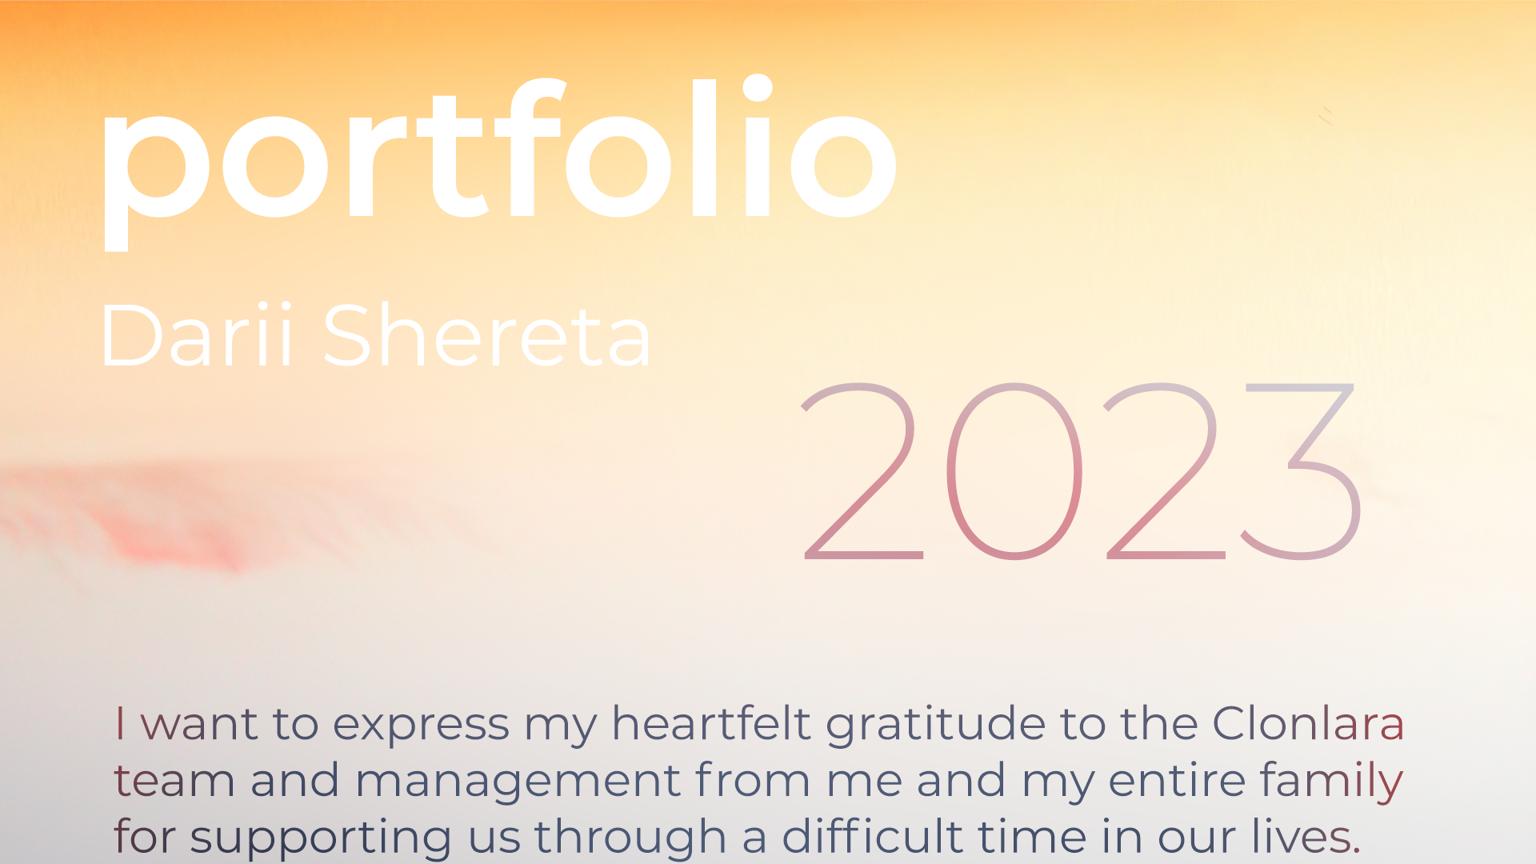 portfolio
Darii Shereta
2023
I want to express my heartfelt gratitude to the Clonlara
team and management from me and my entire family
for supporting us through a difficult time in our lives.